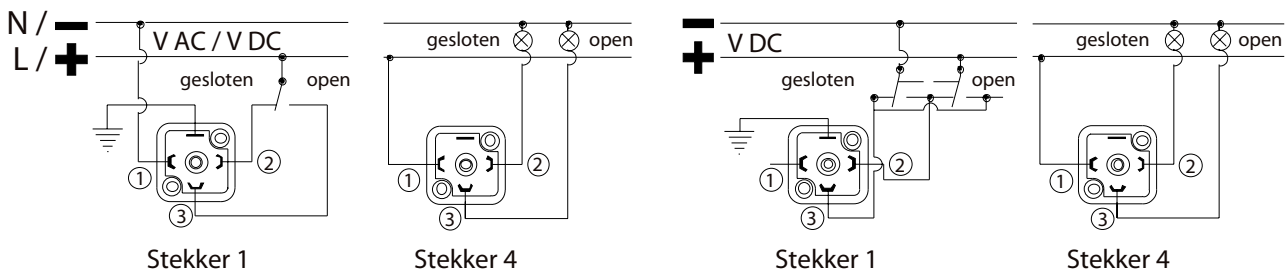 N / −
L / +
V AC / V DC
gesloten
open
1
2
3
Stekker 1
gesloten
open
1
2
3
Stekker 4
−
+
V DC
gesloten
open
1
2
3
Stekker 1
gesloten
open
1
2
3
Stekker 4